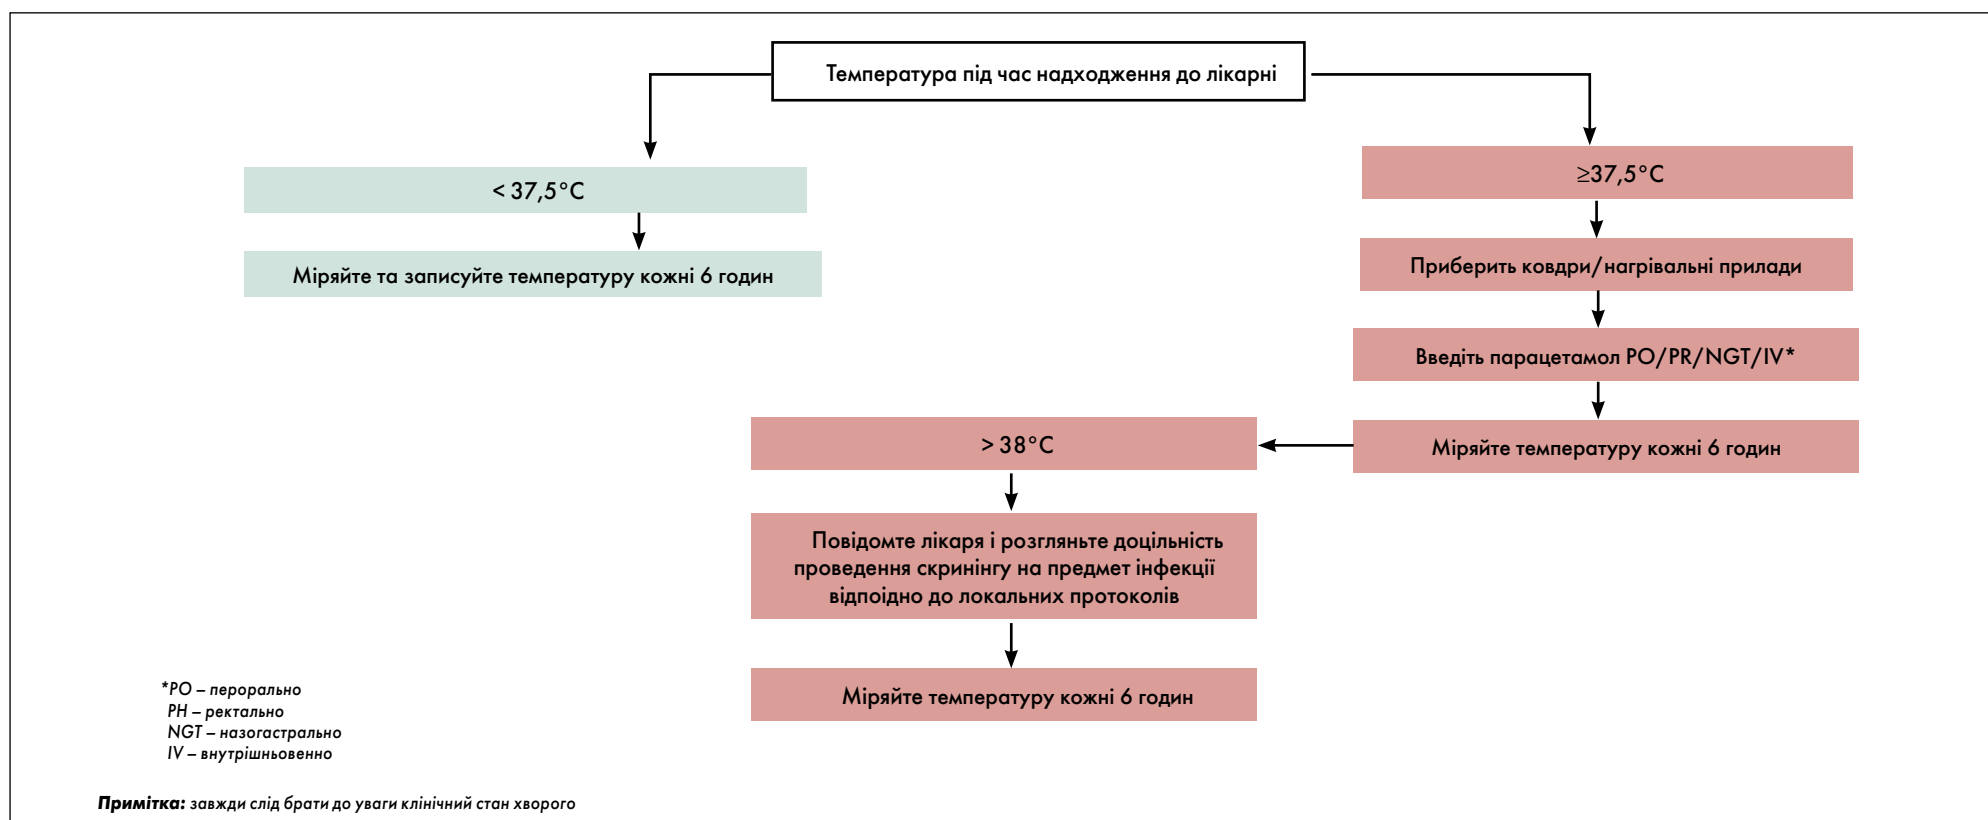 Температура під час надходження до лікарні
< 37,5°C
Міряйте та записуйте температуру кожні 6 годин
≥37,5°C
Приберить ковдри/нагрівальні прилади
Введіть парацетамол PO/PR/NGT/IV*
Міряйте температуру кожні 6 годин
> 38°C
Повідомте лікаря і розгляньте доцільність
проведення скринінгу на предмет інфекції
відпоідно до локальних протоколів
Міряйте температуру кожні 6 годин
*PO – перорально
PH – ректально
NGT – назогастрально
IV – внутрішньовенно
Примітка: завжди слід брати до уваги клінічний стан хворого